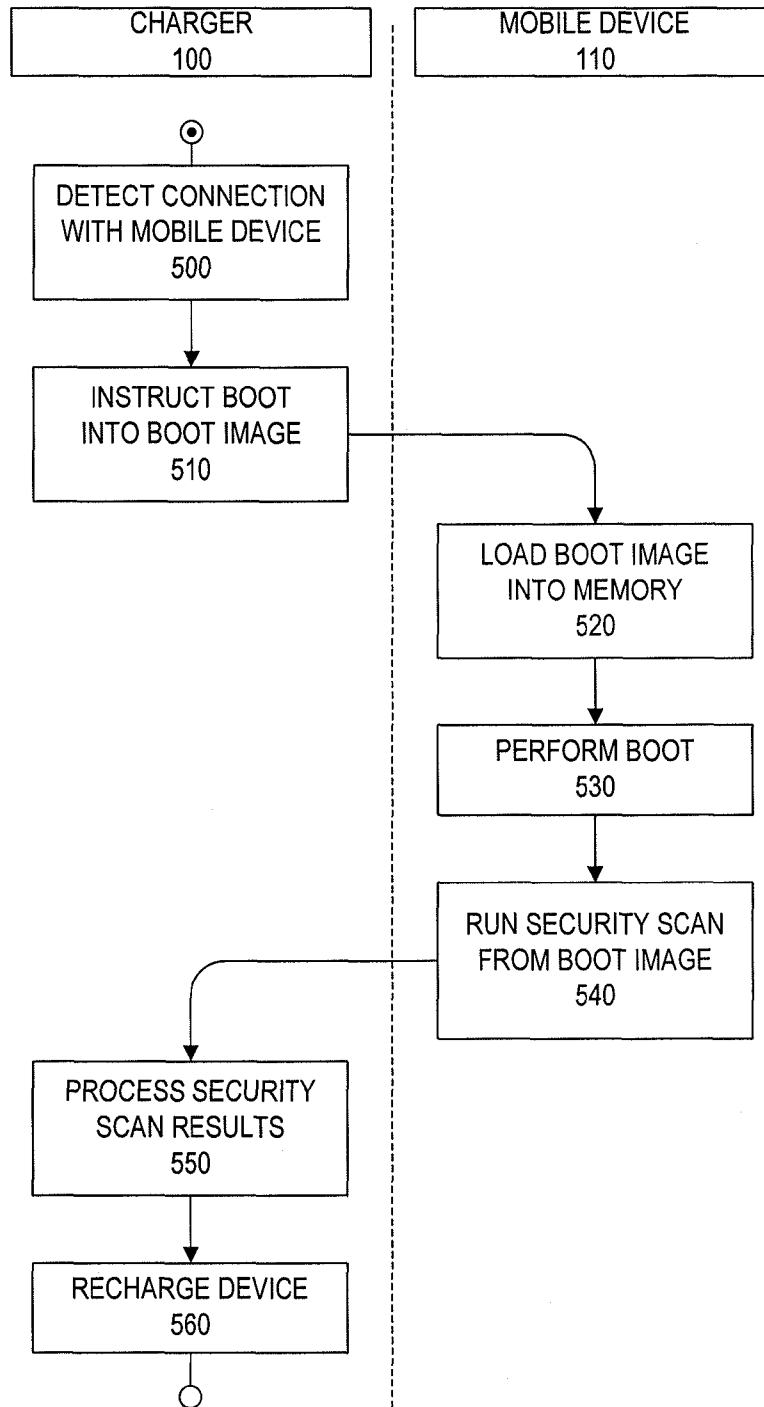 CHARGER
100
MOBILE DEVICE
110
DETECT CONNECTION
WITH MOBILE DEVICE
500
INSTRUCT BOOT
INTO BOOT IMAGE
510
LOAD BOOT IMAGE
INTO MEMORY
520
PERFORM BOOT
530
RUN SECURITY SCAN
FROM BOOT IMAGE
540
PROCESS SECURITY
SCAN RESULTS
550
RECHARGE DEVICE
560